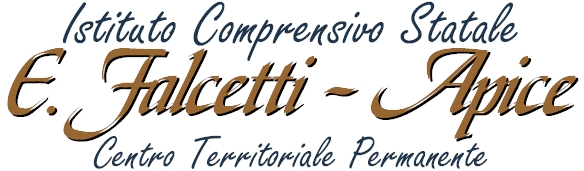 Istituto Comprensivo Statale
E. Falcetti - Apice
Centro Territoriale Permanente